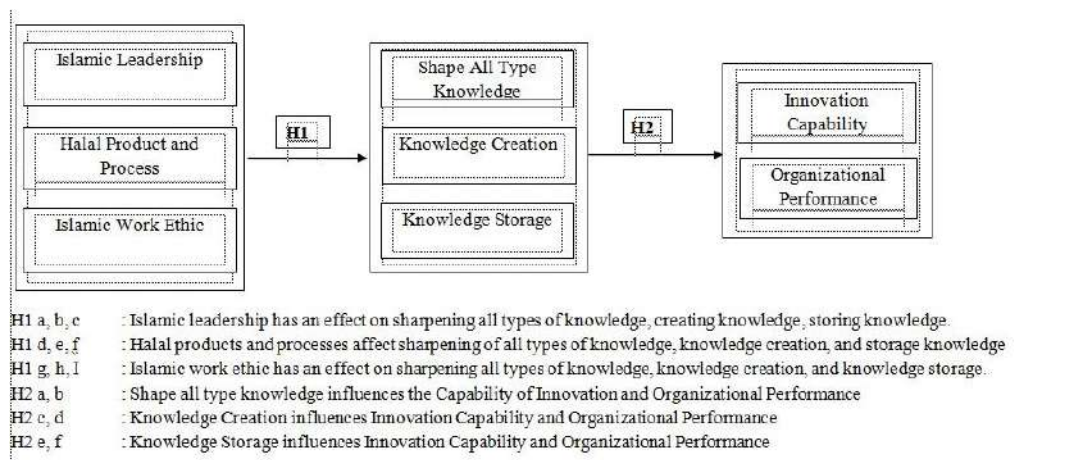 Islamic Leadership
Halal Product and
Process
Islamic Work Ethic
H1
Shape All Type
Knowledge
Knowledge Creation
Knowledge Storage
H2
Innovation
Capability
Organizational
Performance
H1 a, b, c : Islamic leadership has an effect on sharpening all types of knowledge, creating knowledge, storing knowledge.
H1 d, e, f : Halal products and processes affect sharpening of all types of knowledge, knowledge creation, and storage knowledge
H1 g, h, I : Islamic work ethic has an effect on sharpening all types of knowledge, knowledge creation, and knowledge storage.
H2 a, b : Shape all type knowledge influences the Capability of Innovation and Organizational Performance
H2 c, d : Knowledge Creation influences Innovation Capability and Organizational Performance
H2 e, f : Knowledge Storage influences Innovation Capability and Organizational Performance